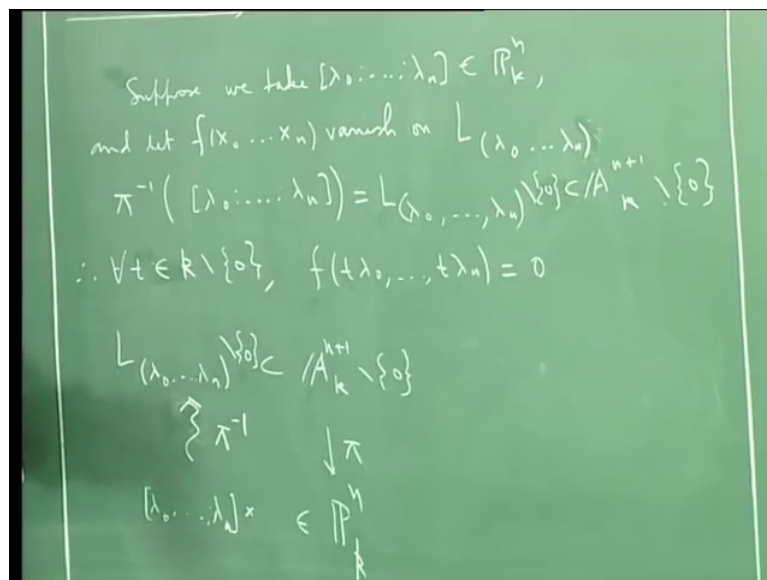 Suppose we take [λ₀:...:λₙ] ∈ ℙⁿₖ,
and let f(x₀...xₙ) vanish on L₍λ₀...λₙ₎
π⁻¹([λ₀:...:λₙ]) = L₍λ₀,...,λₙ₎\{0} ⊂ 𝔸ⁿ⁺¹ₖ \ {0}
∴ ∀t ∈ k\{0}, f(tλ₀,...,tλₙ) = 0
L₍λ₀...λₙ₎\{0} ⊂ 𝔸ⁿ⁺¹ₖ \ {0}
π⁻¹ ↓π
[λ₀:...:λₙ] × ∈ ℙⁿₖ